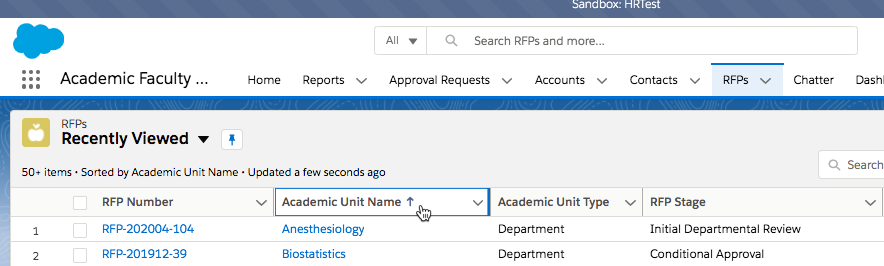 Sandbox: HRTest
All Search RFPs and more...
Academic Faculty ... Home Reports Approval Requests Accounts Contacts RFPs Chatter
RFPs
Recently Viewed
50+ items • Sorted by Academic Unit Name • Updated a few seconds ago
Search
RFP Number Academic Unit Name ↑ Academic Unit Type RFP Stage
1 RFP-202004-104 Anesthesiology Department Initial Departmental Review
2 RFP-201912-39 Biostatistics Department Conditional Approval